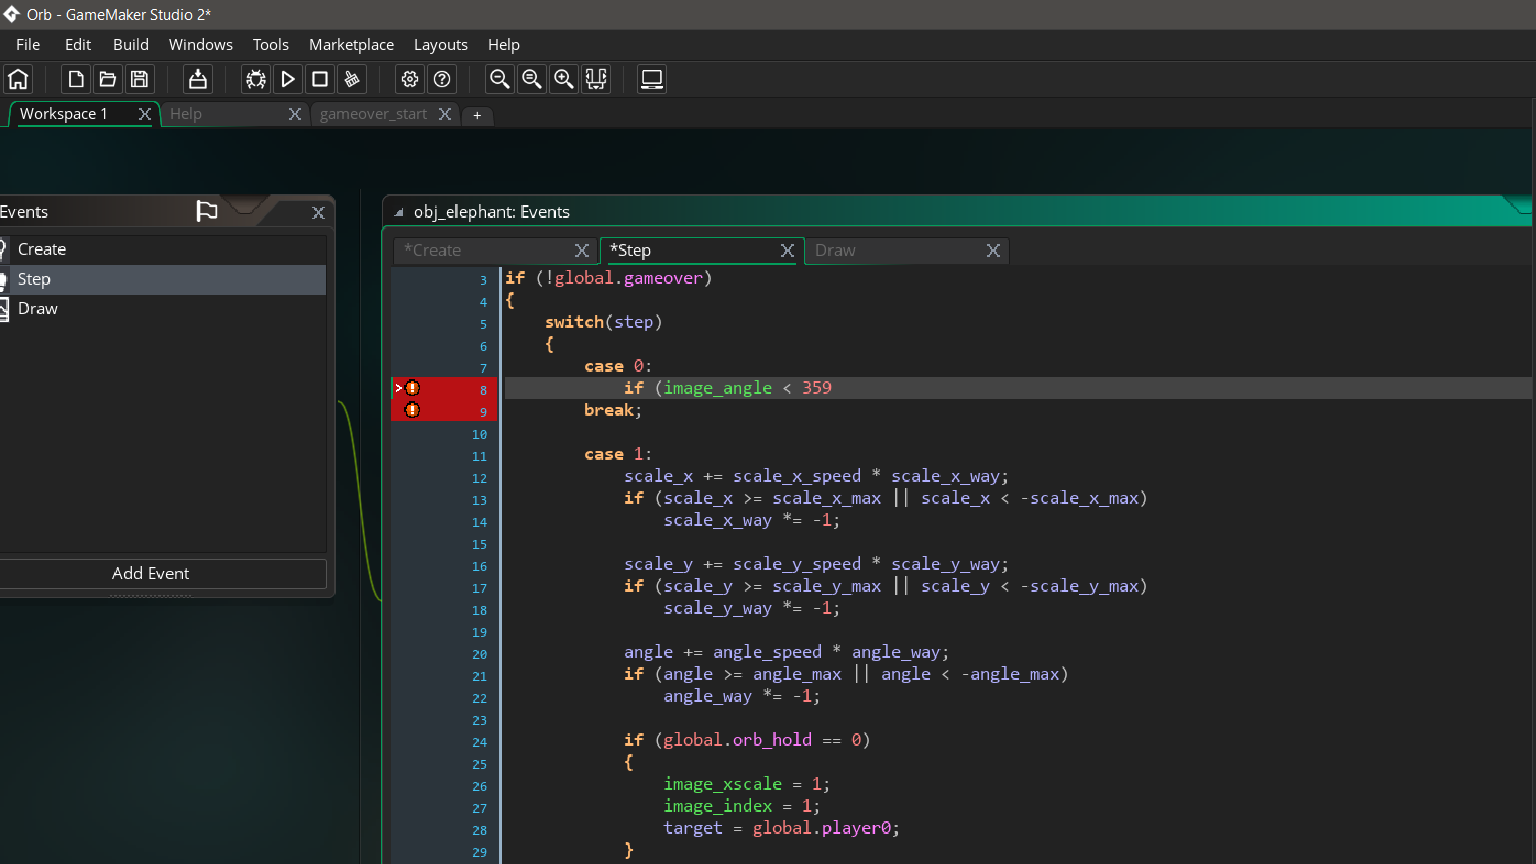 Orb - GameMaker Studio 2*
File Edit Build Windows Tools Marketplace Layouts Help
Workspace 1 X Help X gameover_start X +
Events X
obj_elephant: Events
Create
Step
Draw
Add Event
*Create X *Step X Draw X
3 if (!global.gameover)
4 {
5 switch(step)
6 {
7 case 0:
8 if (image_angle < 359
9 break;
10
11 case 1:
12 scale_x += scale_x_speed * scale_x_way;
13 if (scale_x >= scale_x_max || scale_x < -scale_x_max)
14 scale_x_way *= -1;
15
16 scale_y += scale_y_speed * scale_y_way;
17 if (scale_y >= scale_y_max || scale_y < -scale_y_max)
18 scale_y_way *= -1;
19
20 angle += angle_speed * angle_way;
21 if (angle >= angle_max || angle < -angle_max)
22 angle_way *= -1;
23
24 if (global.orb_hold == 0)
25 {
26 image_xscale = 1;
27 image_index = 1;
28 target = global.player0;
29 }